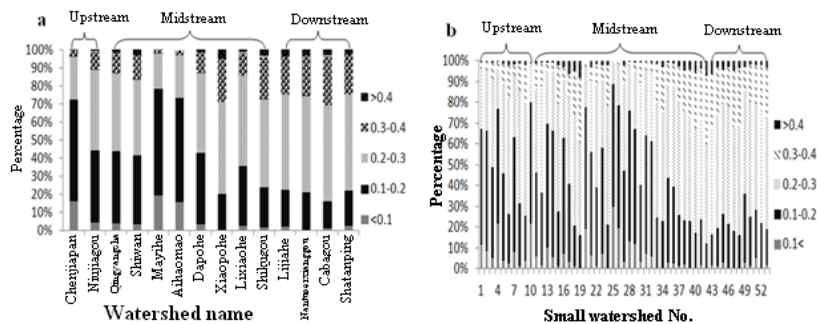 a
Upstream
Midstream
Downstream
Percentage
100%
90%
80%
70%
60%
50%
40%
30%
20%
10%
0%
Chenjiapan
Niujiagou
Qingyangcha
Shiwan
Mayihe
Aihaomao
Dapohe
Xiaopohe
Lixiaohe
Shikugou
Lijiahe
Cabagou
Shatanping
Watershed name
>0.4
0.3-0.4
0.2-0.3
0.1-0.2
<0.1
b
Upstream
Midstream
Downstream
Percentage
100%
90%
80%
70%
60%
50%
40%
30%
20%
10%
0%
1 4 7 10 13 16 19 22 25 28 31 34 37 40 43 46 49 52
Small watershed No.
>0.4
0.3-0.4
0.2-0.3
0.1-0.2
0.1<